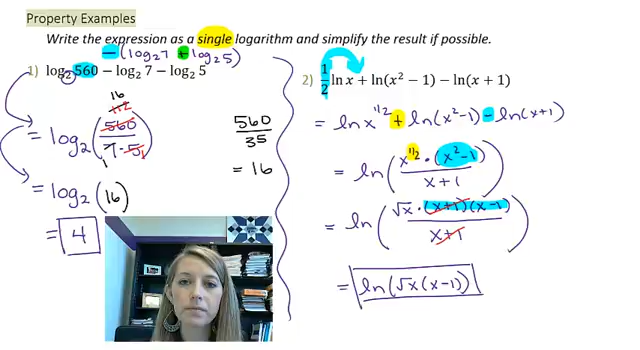 Property Examples
Write the expression as a single logarithm and simplify the result if possible.
− (log₂7 + log₂5)
1) log₂ 560 − log₂ 7 − log₂ 5
16
112
= log₂(560/7·5)
1 1
560/35
= 16
= log₂(16)
= 4
2) 1/2 ln x + ln(x² − 1) − ln(x + 1)
= ln x^1/2 + ln(x²−1) − ln(x+1)
= ln(x^1/2 · (x²−1)/x+1)
= ln(√x · (x+1)(x−1)/x+1)
= ln(√x(x−1))